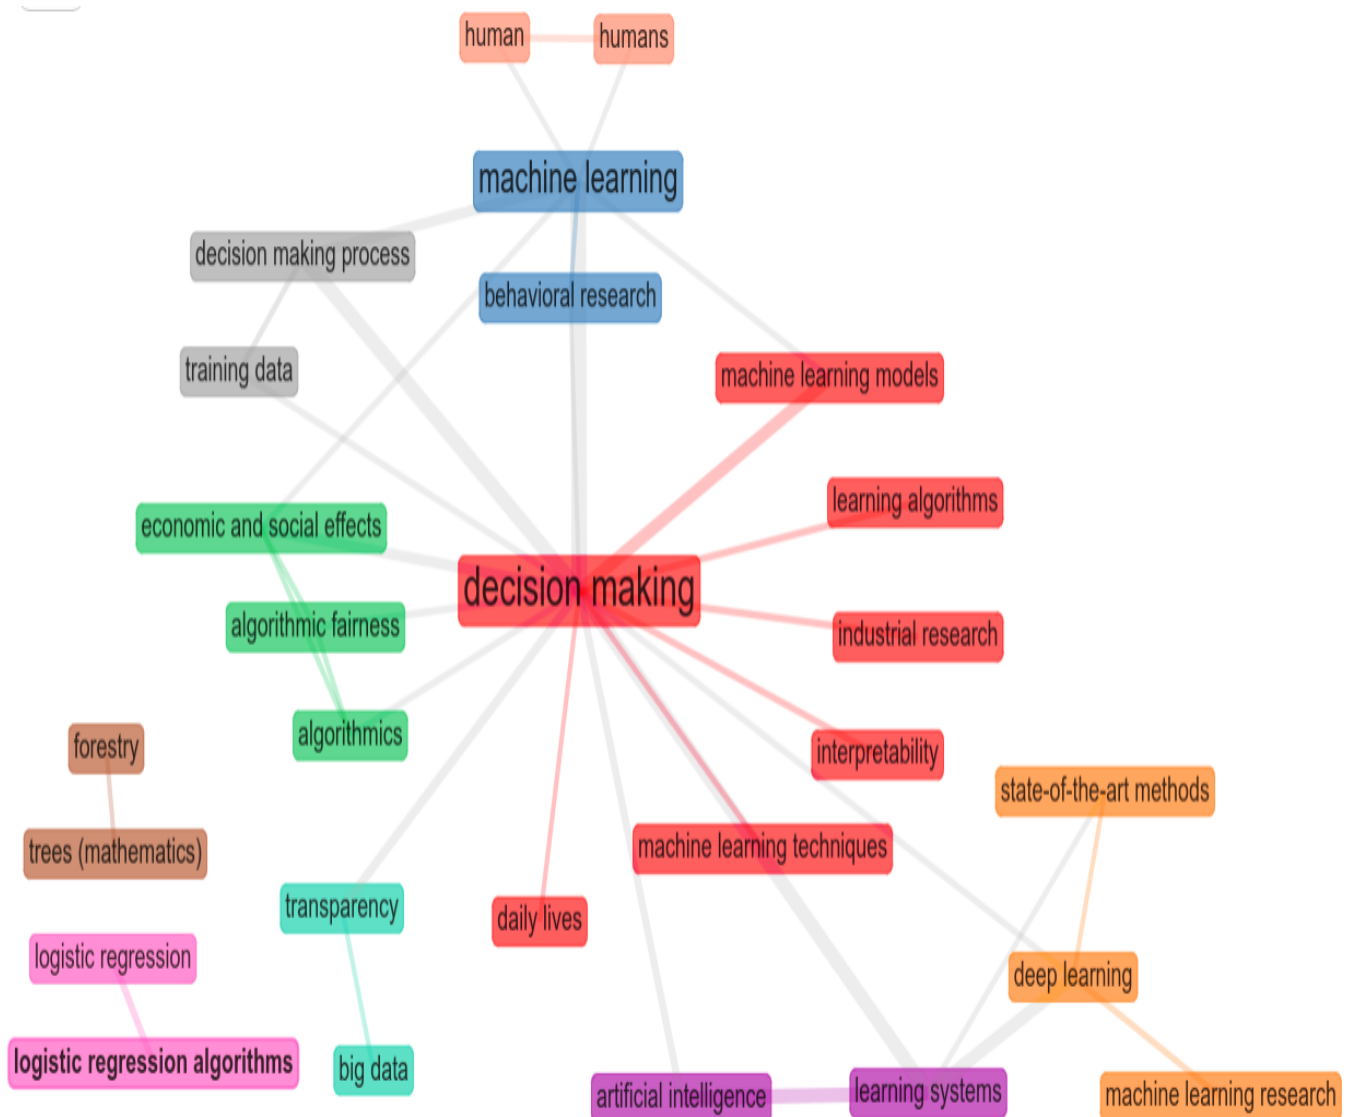 human
humans
machine learning
decision making process
behavioral research
training data
machine learning models
learning algorithms
economic and social effects
decision making
algorithmic fairness
industrial research
algorithmics
forestry
interpretability
state-of-the-art methods
trees (mathematics)
machine learning techniques
transparency
daily lives
logistic regression
deep learning
logistic regression algorithms
big data
artificial intelligence
learning systems
machine learning research